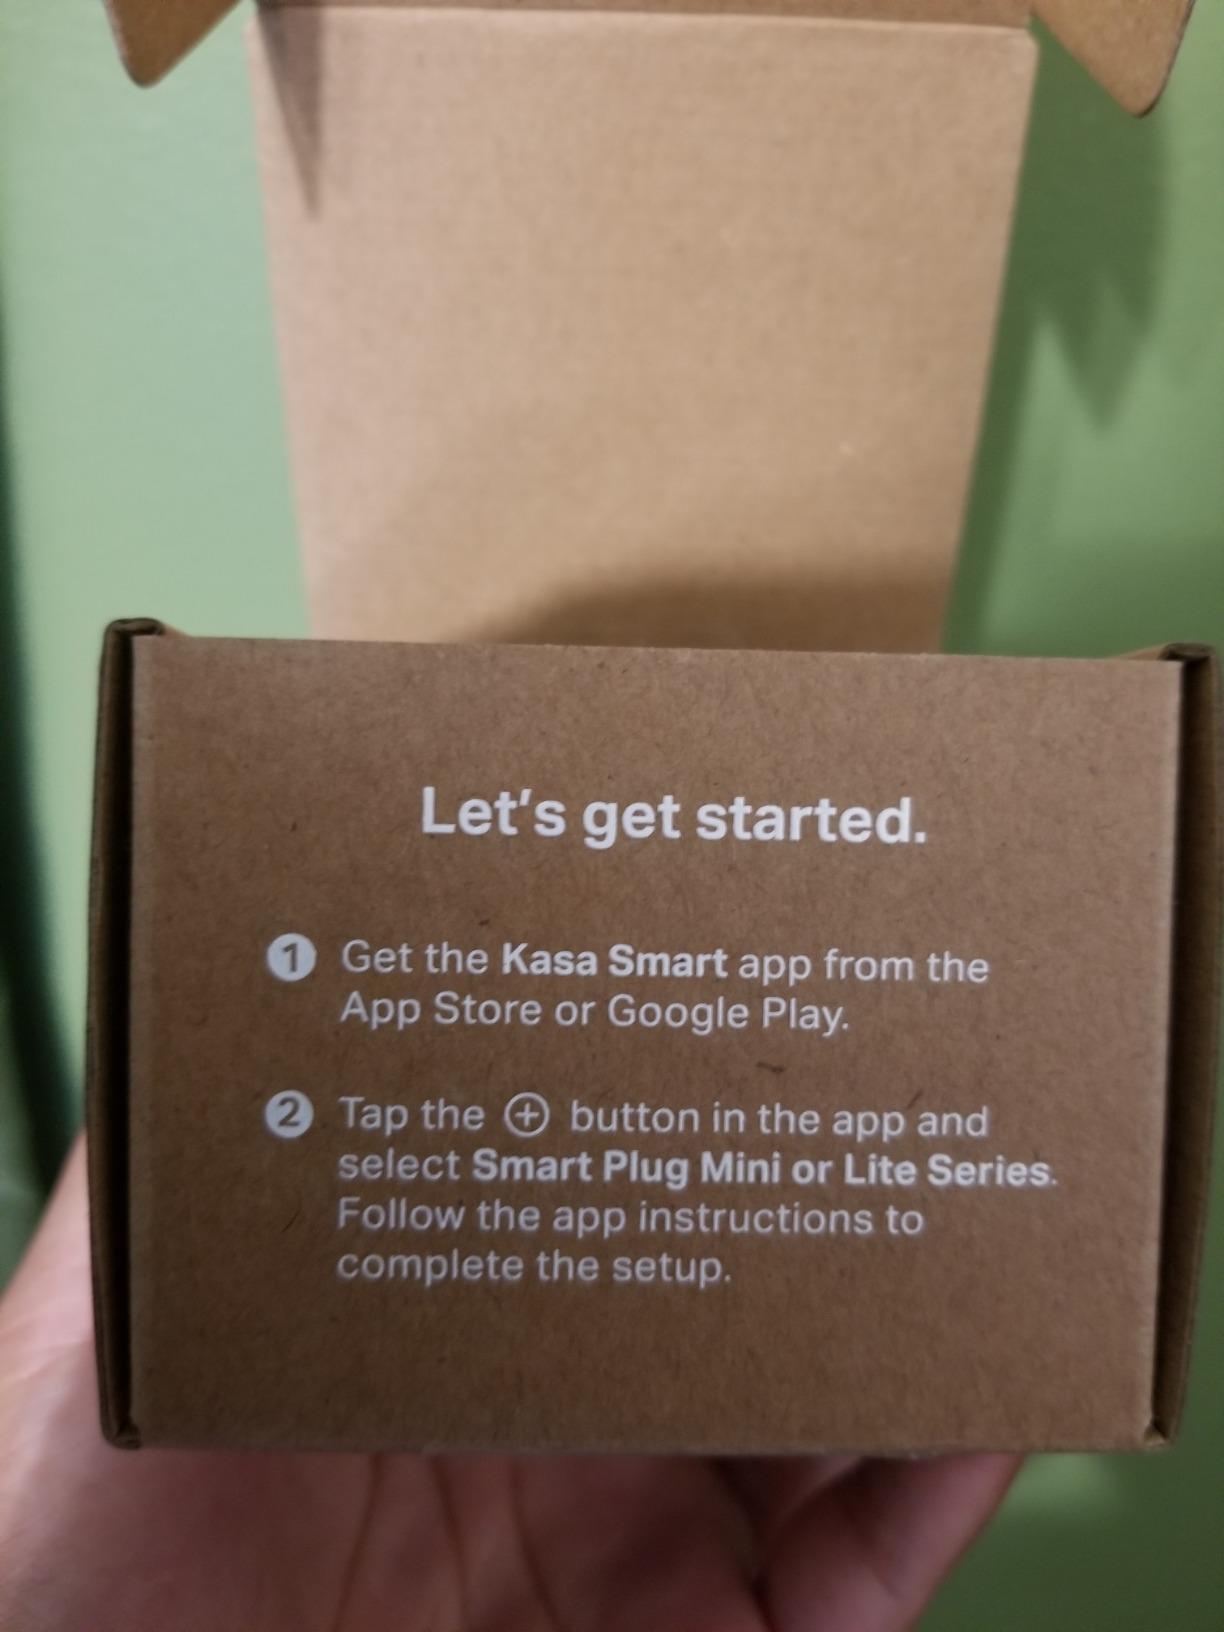 Let's get started.
1 Get the Kasa Smart app from the
App Store or Google Play.
2 Tap the ⊕ button in the app and
select Smart Plug Mini or Lite Series.
Follow the app instructions to
complete the setup.